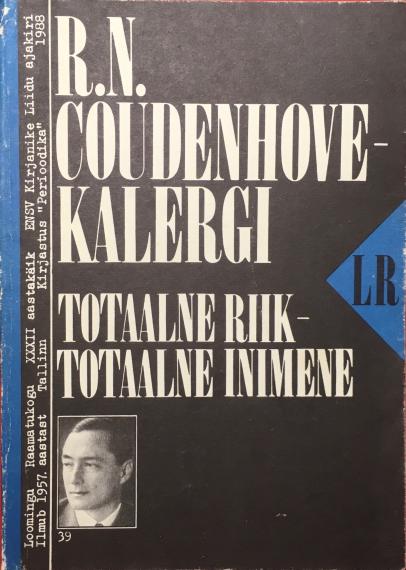 R.N.
COUDENHOVE-
KALERGI
TOTAALNE RIIK-
TOTAALNE INIMENE
LR
39
Loomingu Raamatukogu XXXII aastakäik ENSV Kirjanike Liidu ajakiri
Ilmub 1957. aastast Tallinn Kirjastus "Perioodika" 1988